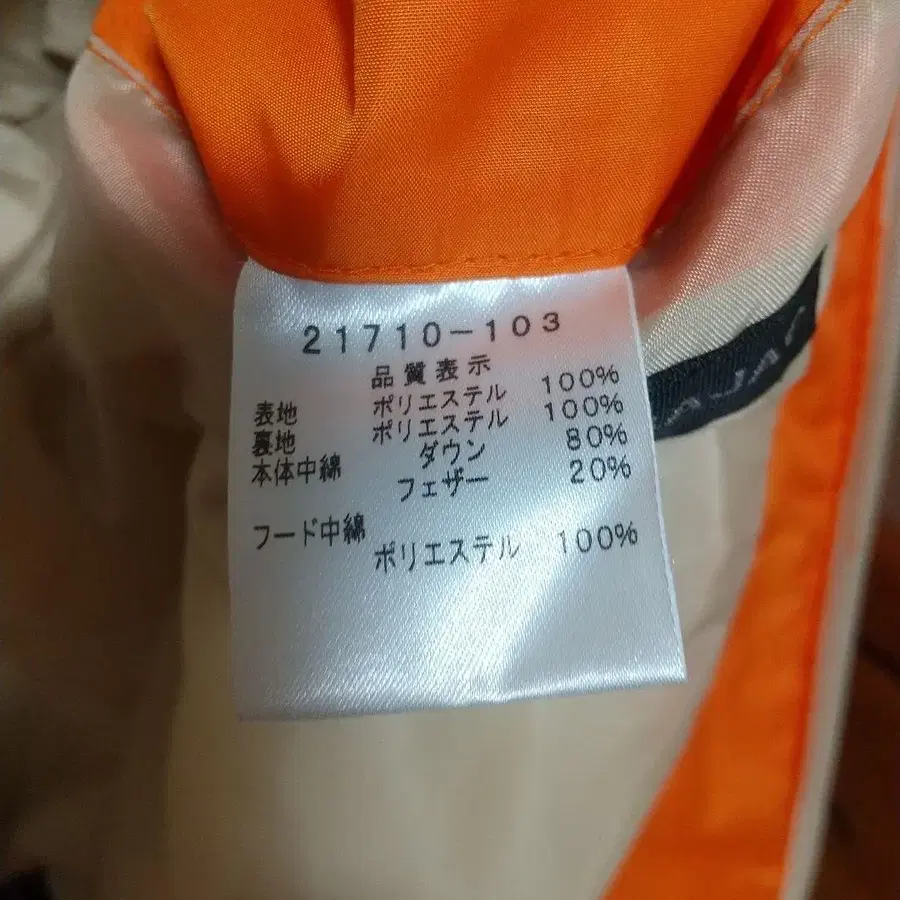 21710-103
品質表示
表地 ポリエステル 100%
裏地 ポリエステル 100%
本体中綿 ダウン 80%
フェザー 20%
フード中綿
ポリエステル 100%